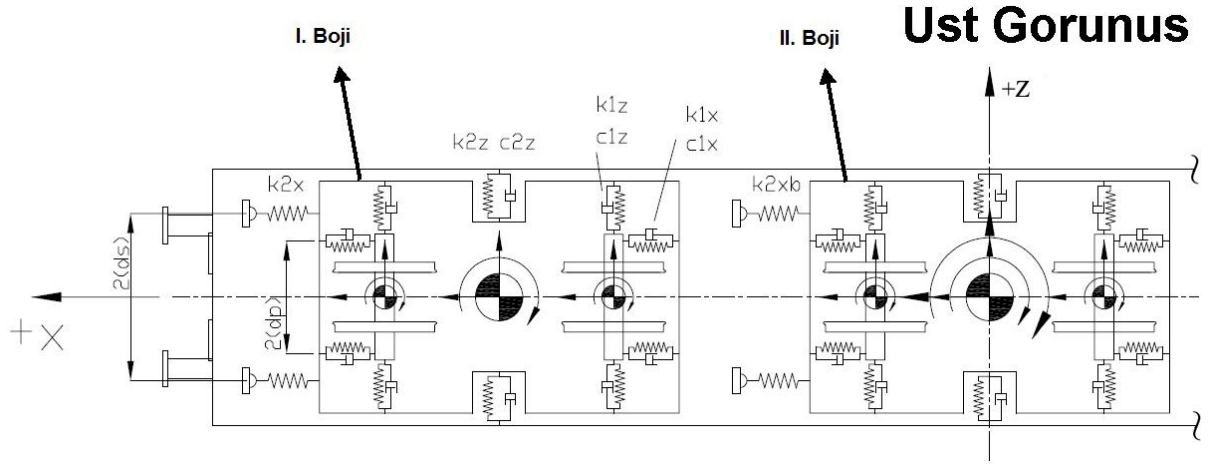 Ust Gorunus
I. Boji
II. Boji
+Z
k1z
c1z
k1x
c1x
k2z c2z
k2x
k2xb
2(ds)
2(dp)
+ X